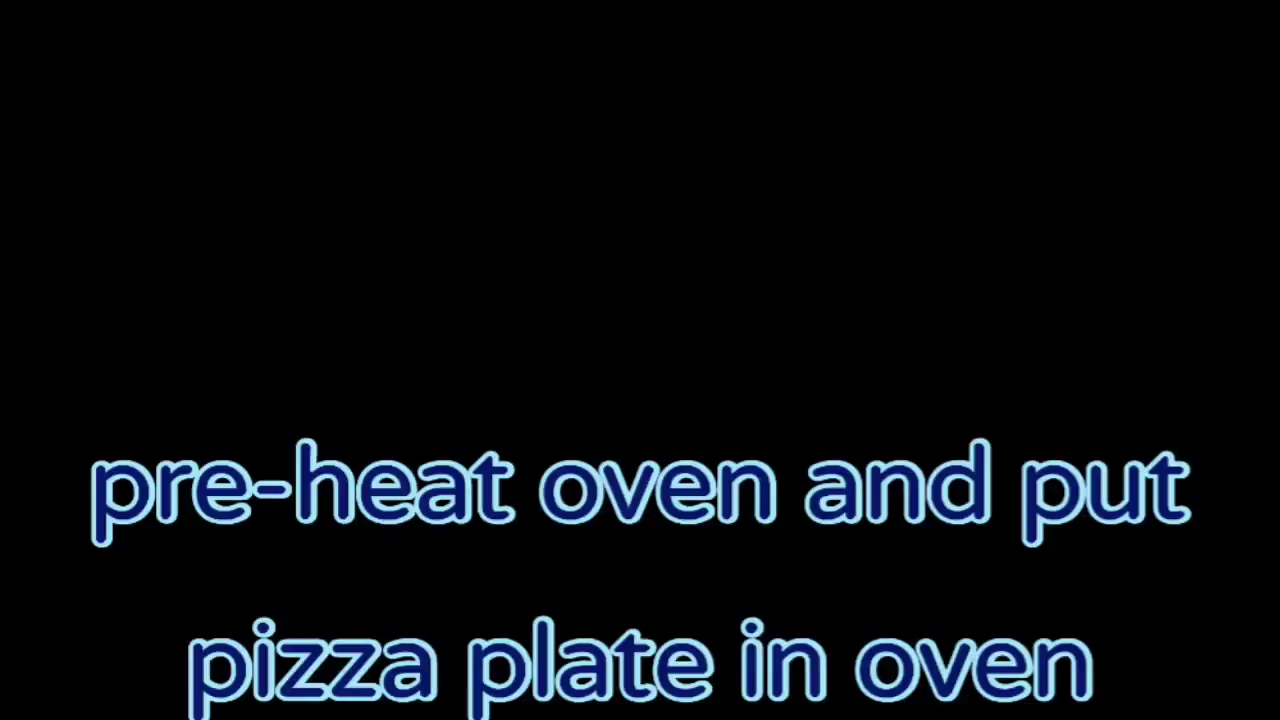 pre-heat oven and put
pizza plate in oven